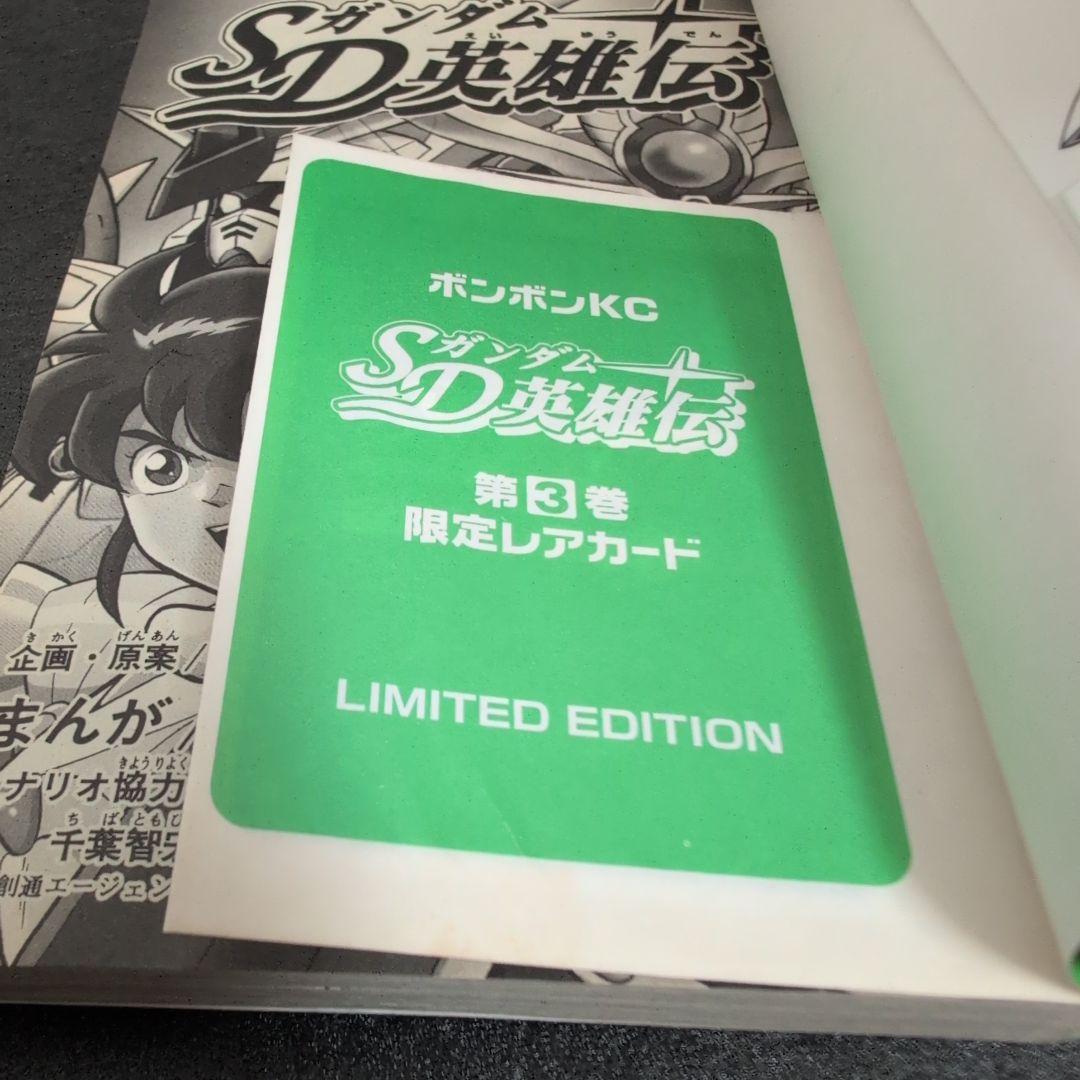 SDガンダム英雄伝
えいゆうでん
ボンボンKC
SDガンダム英雄伝
第3巻
限定レアカード
LIMITED EDITION
きかく げんあん
企画・原案/
まんが/
きようりよく
ナリオ協力
ちばとも
千葉智
創通エージェン